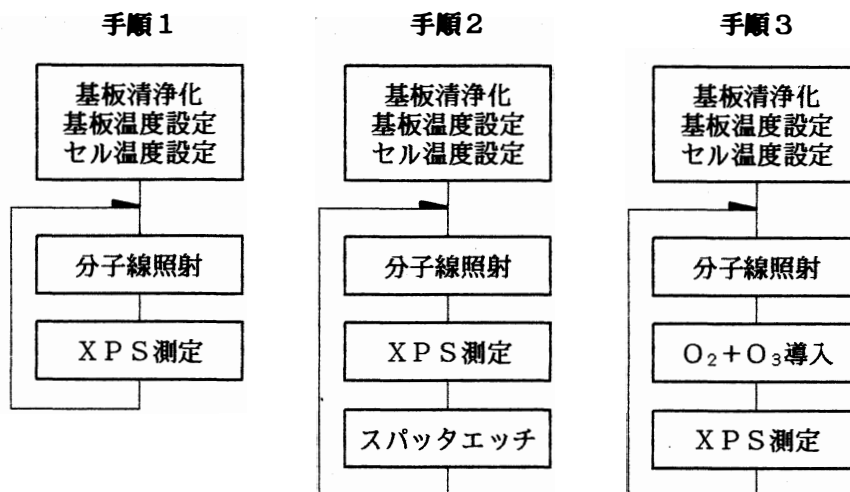 手順1
基板清浄化
基板温度設定
セル温度設定
分子線照射
XPS測定
手順2
基板清浄化
基板温度設定
セル温度設定
分子線照射
XPS測定
スパッタエッチ
手順3
基板清浄化
基板温度設定
セル温度設定
分子線照射
O₂+O₃導入
XPS測定